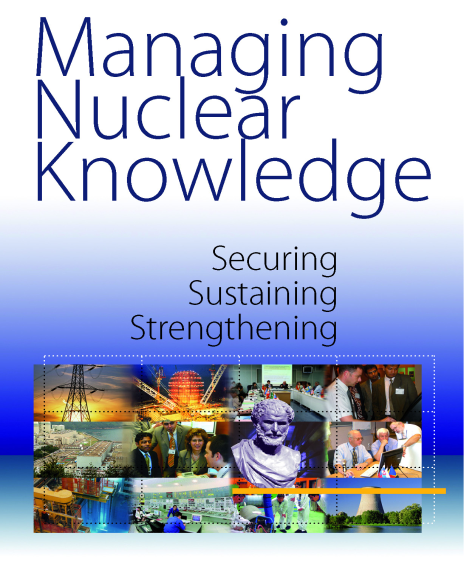 Managing
Nuclear
Knowledge
Securing
Sustaining
Strengthening